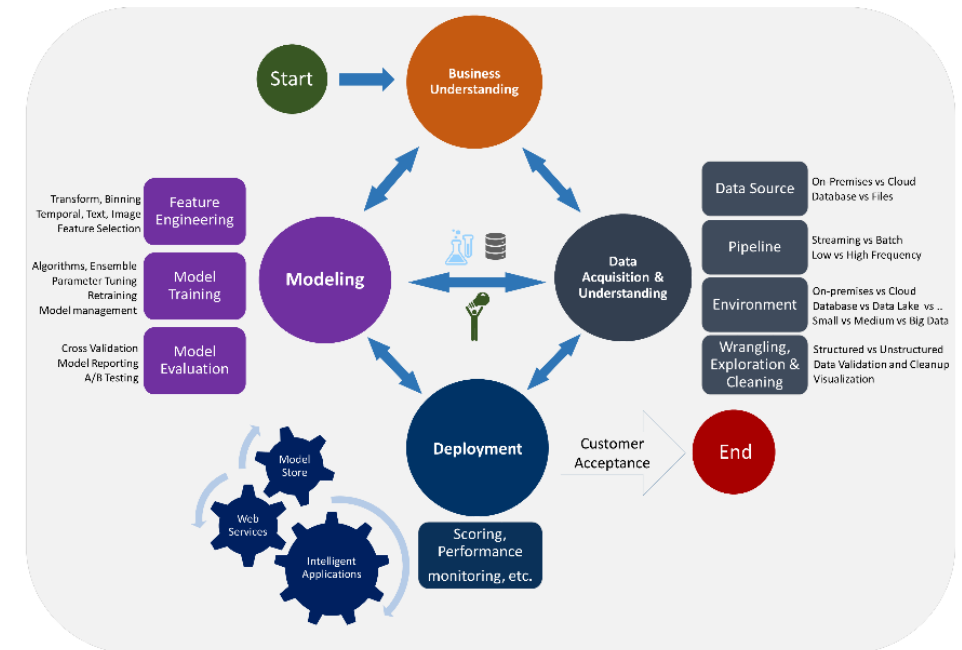 Start
Business
Understanding
Feature
Engineering
Transform, Binning
Temporal, Text, Image
Feature Selection
Model
Training
Algorithms, Ensemble
Parameter Tuning
Retraining
Model management
Model
Evaluation
Cross Validation
Model Reporting
A/B Testing
Modeling
Data
Acquisition &
Understanding
Data Source
On-Premises vs Cloud
Database vs Files
Pipeline
Streaming vs Batch
Low vs High Frequency
Environment
On-premises vs Cloud
Database vs Data Lake vs ..
Small vs Medium vs Big Data
Wrangling,
Exploration &
Cleaning
Structured vs Unstructured
Data Validation and Cleanup
Visualization
Deployment
Customer
Acceptance
End
Scoring,
Performance
monitoring, etc.
Model
Store
Web
Services
Intelligent
Applications